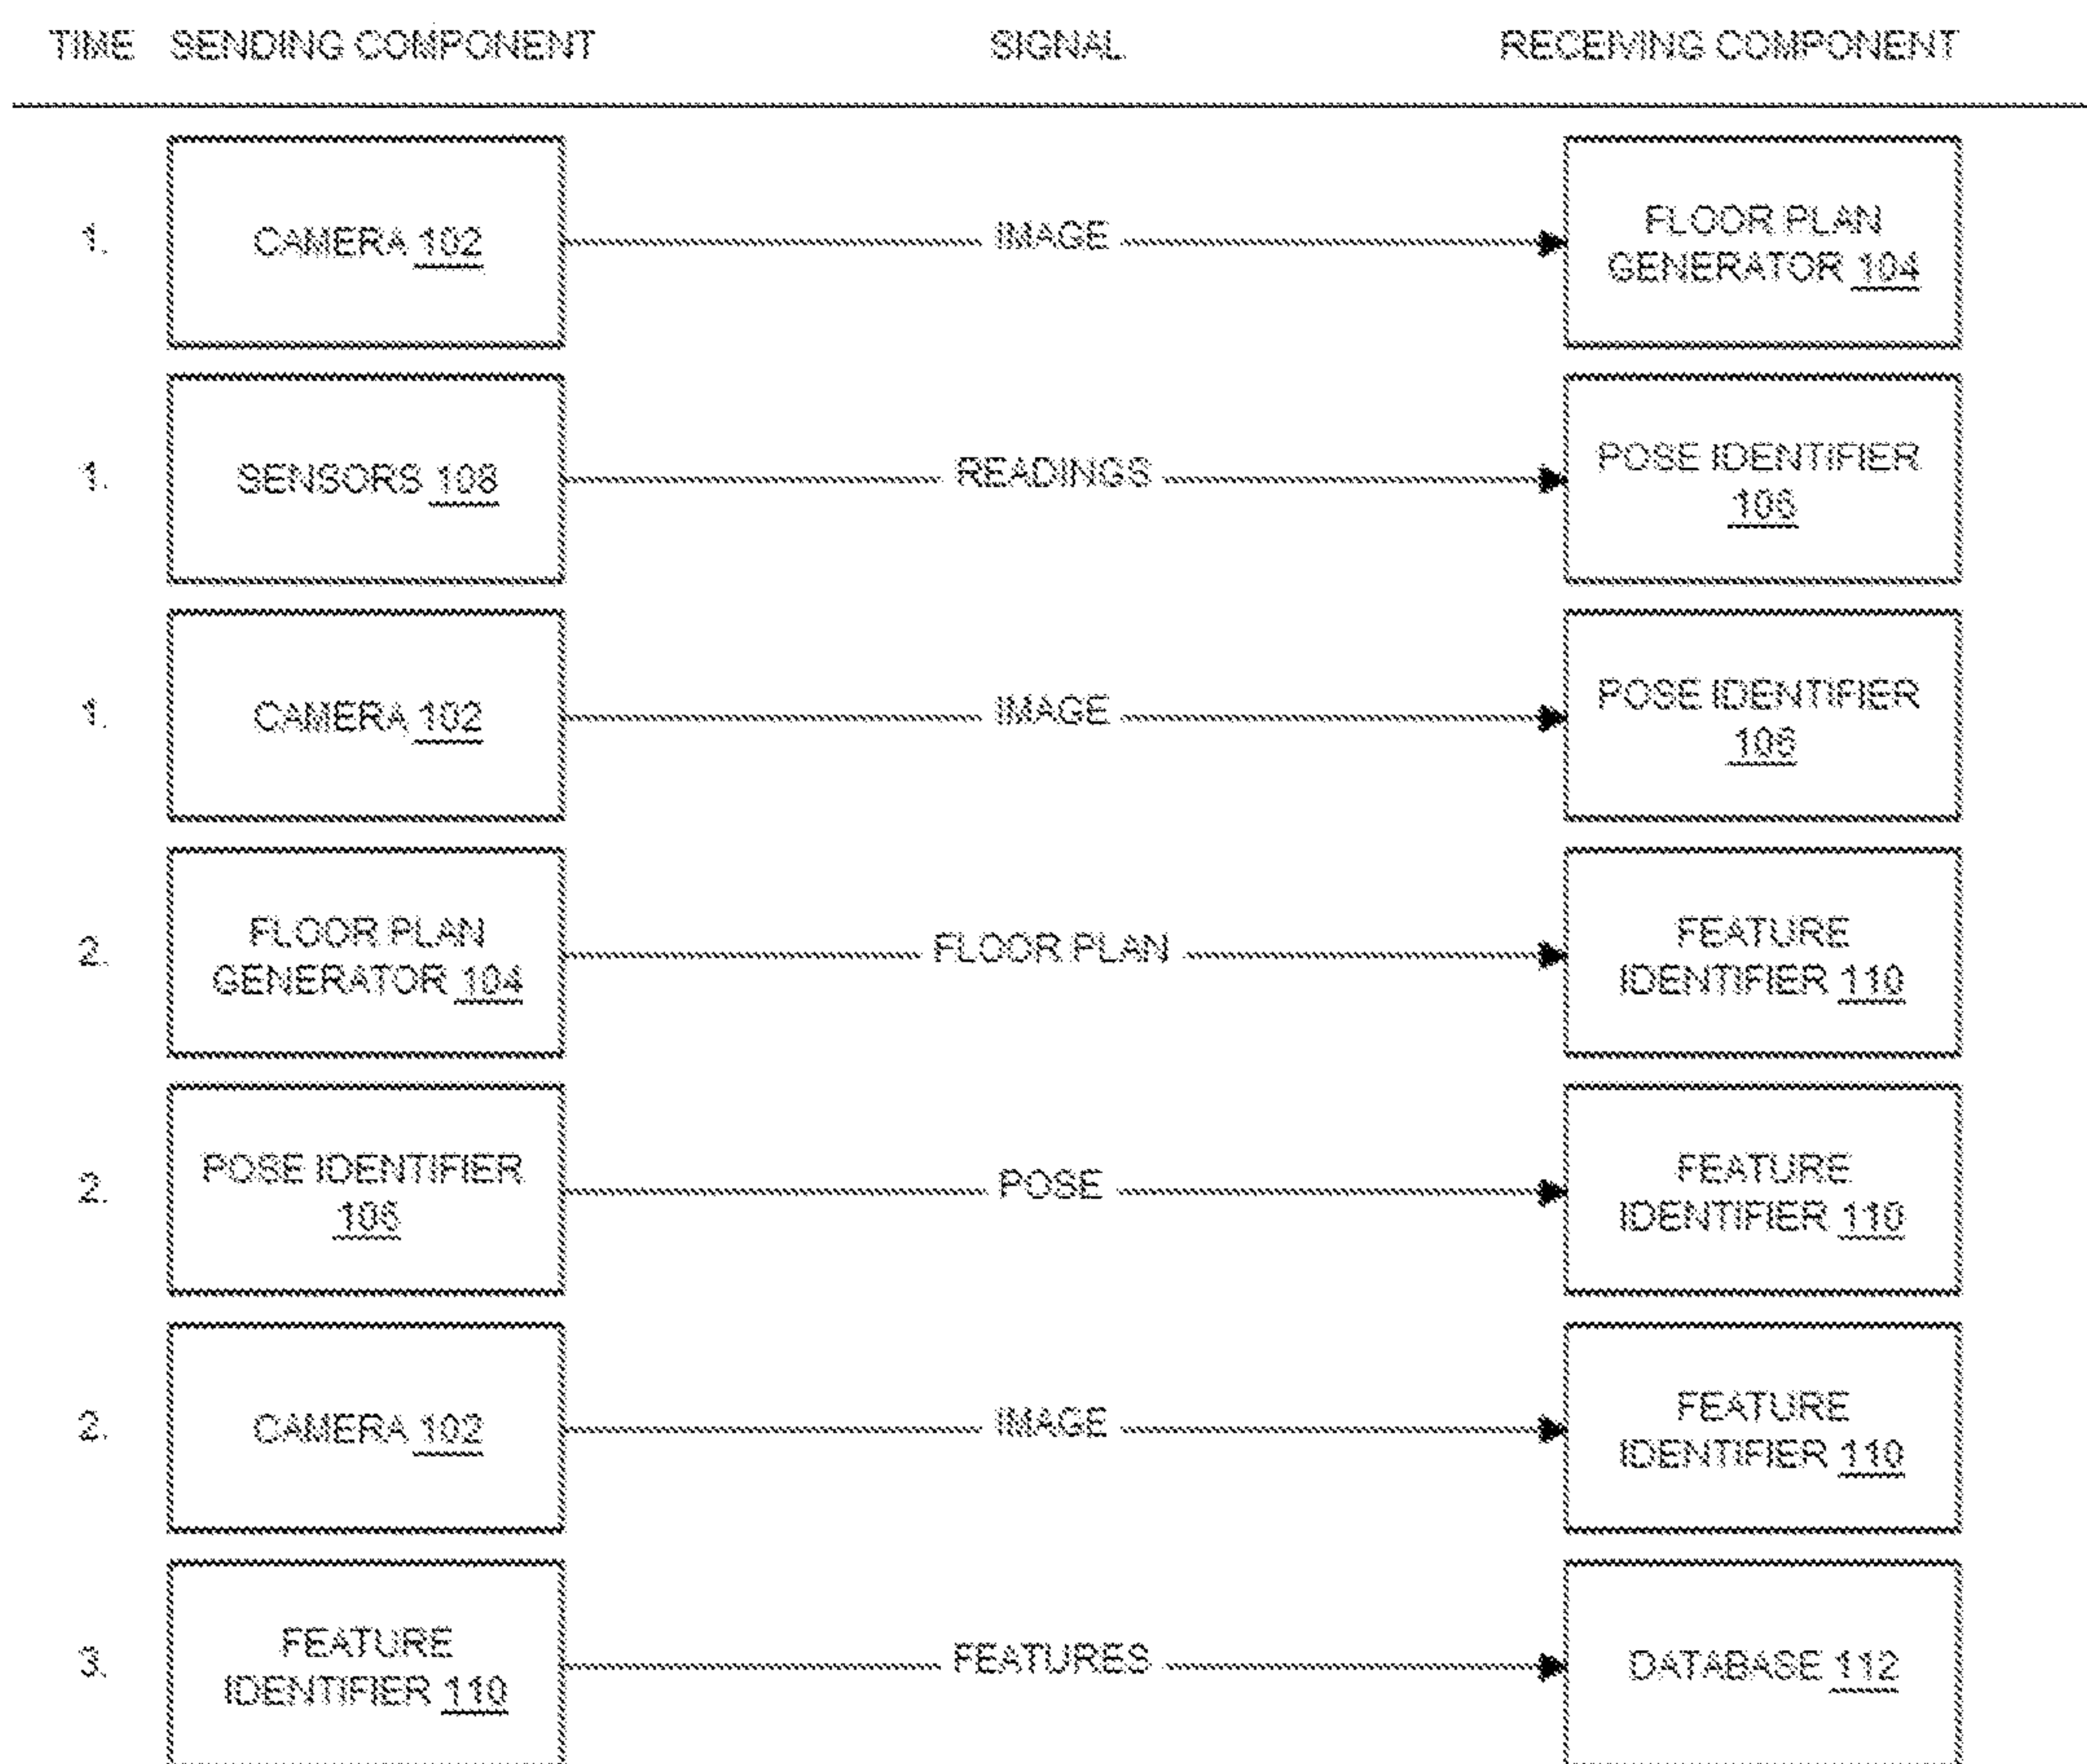 TIME SENDING COMPONENT SIGNAL RECEIVING COMPONENT
1. CAMERA 102 IMAGE FLOOR PLAN
GENERATOR 104
1. SENSORS 108 READINGS POSE IDENTIFIER
106
1. CAMERA 102 IMAGE POSE IDENTIFIER
106
2. FLOOR PLAN
GENERATOR 104 FLOOR PLAN FEATURE
IDENTIFIER 110
2. POSE IDENTIFIER
106 POSE FEATURE
IDENTIFIER 110
2. CAMERA 102 IMAGE FEATURE
IDENTIFIER 110
3. FEATURE
IDENTIFIER 110 FEATURES DATABASE 112